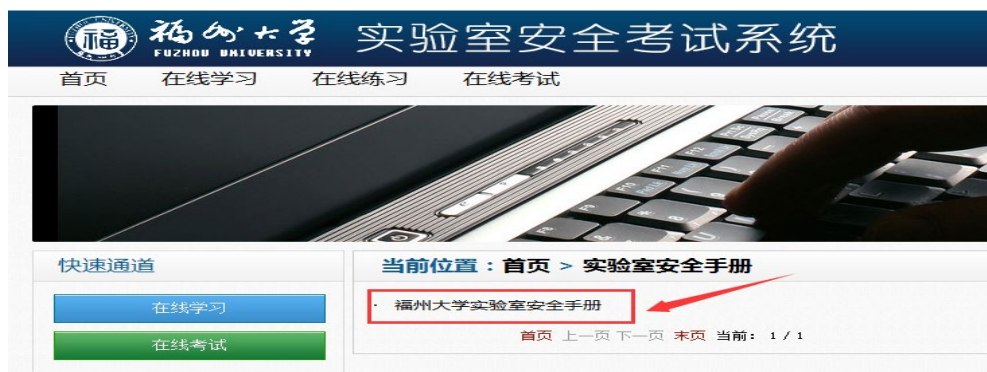 福州大学 实验室安全考试系统
FUZHOU UNIVERSITY
首页 在线学习 在线练习 在线考试
快速通道
当前位置：首页 > 实验室安全手册
在线学习
· 福州大学实验室安全手册
首页 上一页 下一页 末页 当前: 1 / 1
在线考试